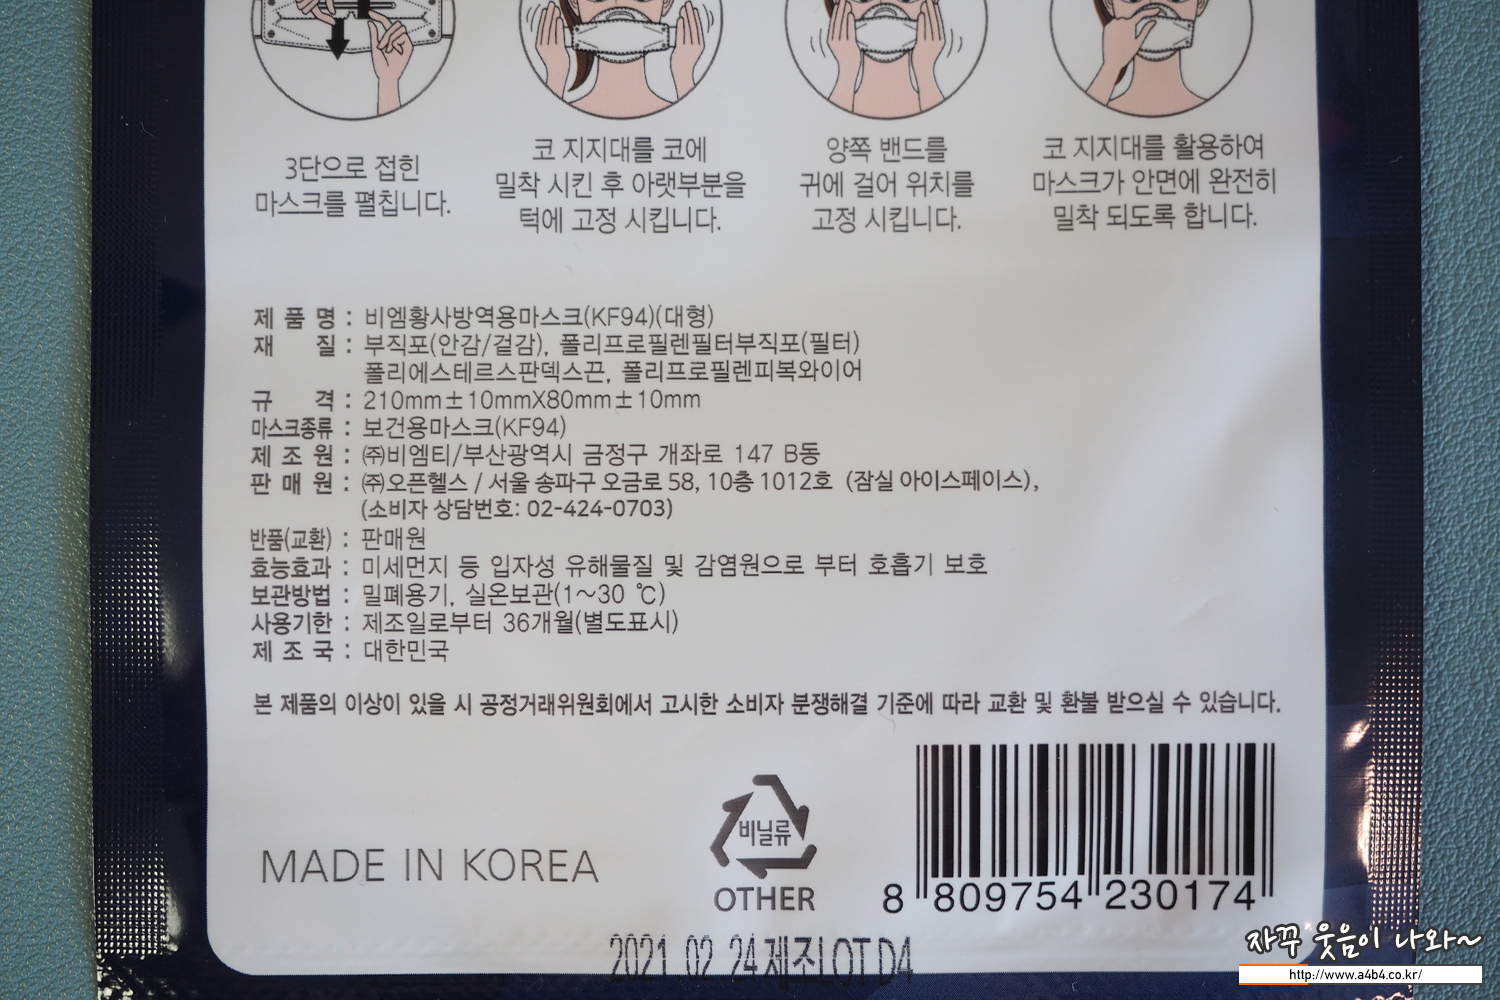 3단으로 접힌
마스크를 펼칩니다.
코 지지대를 코에
밀착 시킨 후 아랫부분을
턱에 고정 시킵니다.
양쪽 밴드를
귀에 걸어 위치를
고정 시킵니다.
코 지지대를 활용하여
마스크가 안면에 완전히
밀착 되도록 합니다.
제 품 명 : 비엠황사방역용마스크(KF94)(대형)
재 질 : 부직포(안감/겉감), 폴리프로필렌필터부직포(필터)
폴리에스테르스판덱스끈, 폴리프로필렌피복와이어
규 격 : 210mm±10mmX80mm±10mm
마스크종류 : 보건용마스크(KF94)
제 조 원 : ㈜비엠티/부산광역시 금정구 개좌로 147 B동
판 매 원 : ㈜오픈헬스 / 서울 송파구 오금로 58, 10층 1012호 (잠실 아이스페이스),
(소비자 상담번호: 02-424-0703)
반품(교환) : 판매원
효능효과 : 미세먼지 등 입자성 유해물질 및 감염원으로 부터 호흡기 보호
보관방법 : 밀폐용기, 실온보관(1~30 ℃)
사용기한 : 제조일로부터 36개월(별도표시)
제 조 국 : 대한민국
본 제품의 이상이 있을 시 공정거래위원회에서 고시한 소비자 분쟁해결 기준에 따라 교환 및 환불 받으실 수 있습니다.
MADE IN KOREA
비닐류
OTHER
8 809754 230174
2021 02 24 제조LOT D4
자꾸 웃음이 나와~
http://www.a4b4.co.kr/